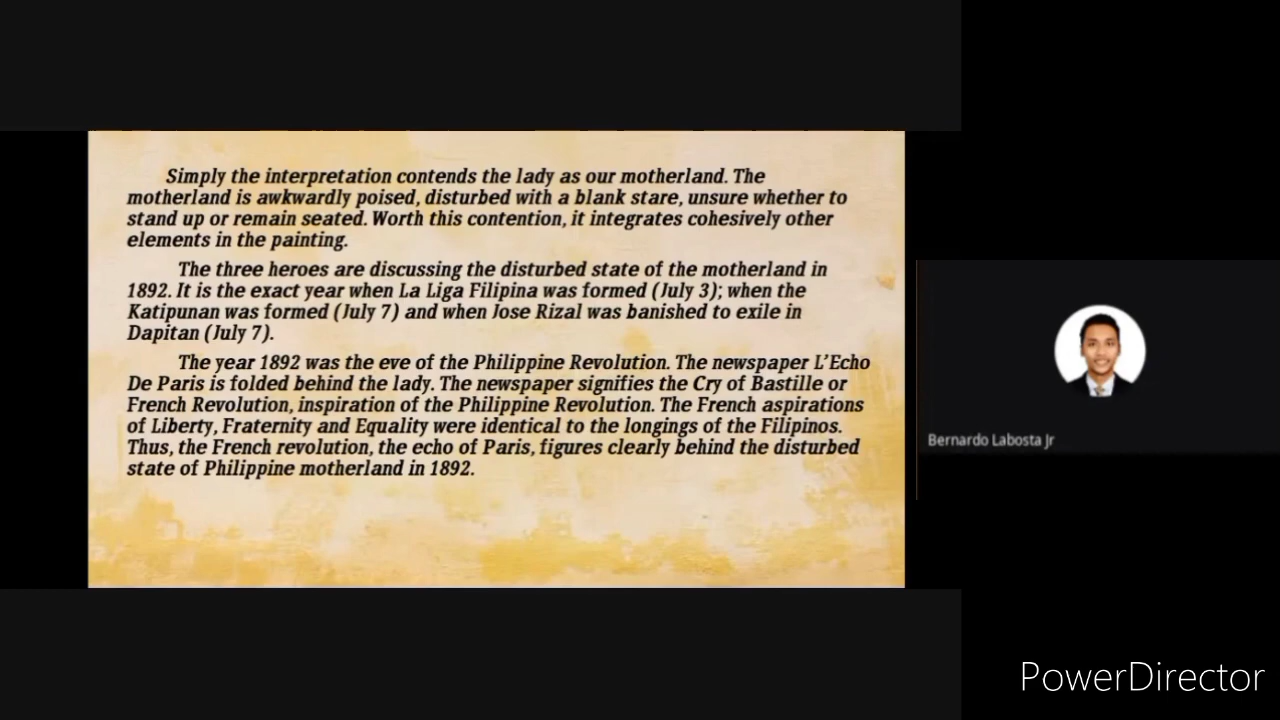 Simply the interpretation contends the lady as our motherland. The
motherland is awkwardly poised, disturbed with a blank stare, unsure whether to
stand up or remain seated. Worth this contention, it integrates cohesively other
elements in the painting.
The three heroes are discussing the disturbed state of the motherland in
1892. It is the exact year when La Liga Filipina was formed (July 3); when the
Katipunan was formed (July 7) and when Jose Rizal was banished to exile in
Dapitan (July 7).
The year 1892 was the eve of the Philippine Revolution. The newspaper L’Echo
De Paris is folded behind the lady. The newspaper signifies the Cry of Bastille or
French Revolution, inspiration of the Philippine Revolution. The French aspirations
of Liberty, Fraternity and Equality were identical to the longings of the Filipinos.
Thus, the French revolution, the echo of Paris, figures clearly behind the disturbed
state of Philippine motherland in 1892.
Bernardo Labosta Jr
PowerDirector